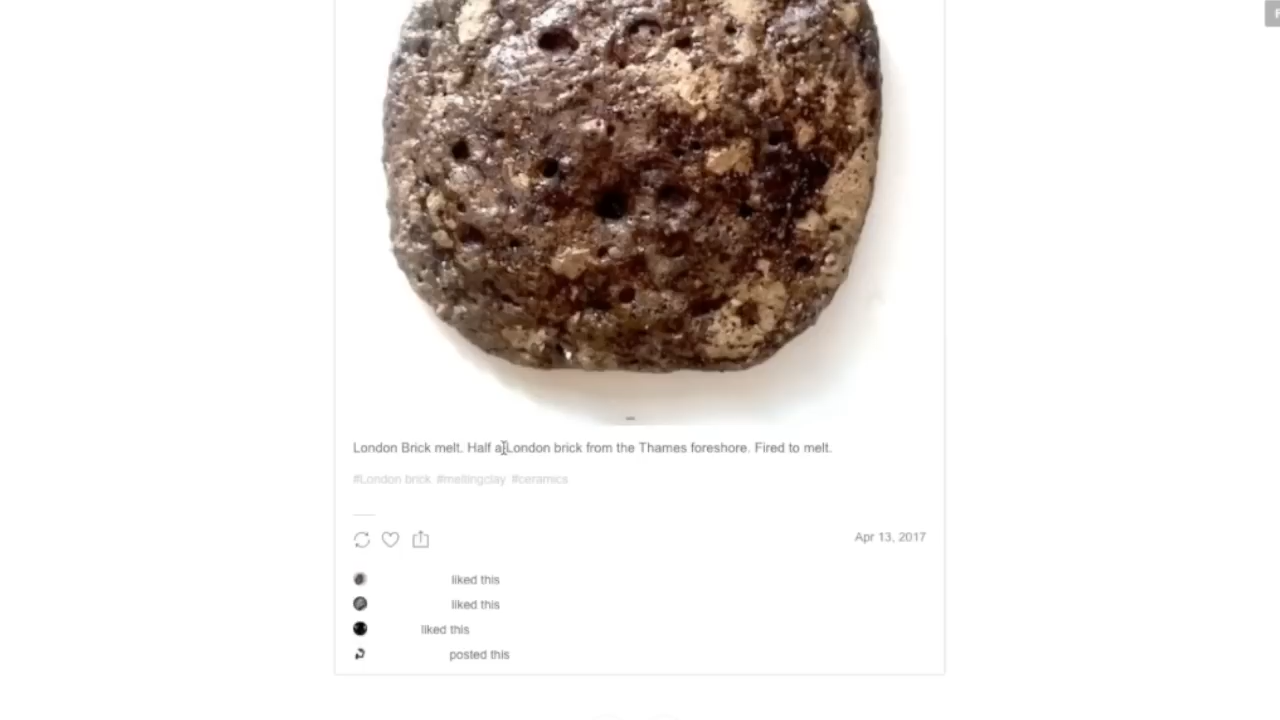 London Brick melt. Half a London brick from the Thames foreshore. Fired to melt.
#London brick #meltingclay #ceramics
Apr 13, 2017
liked this
liked this
liked this
posted this